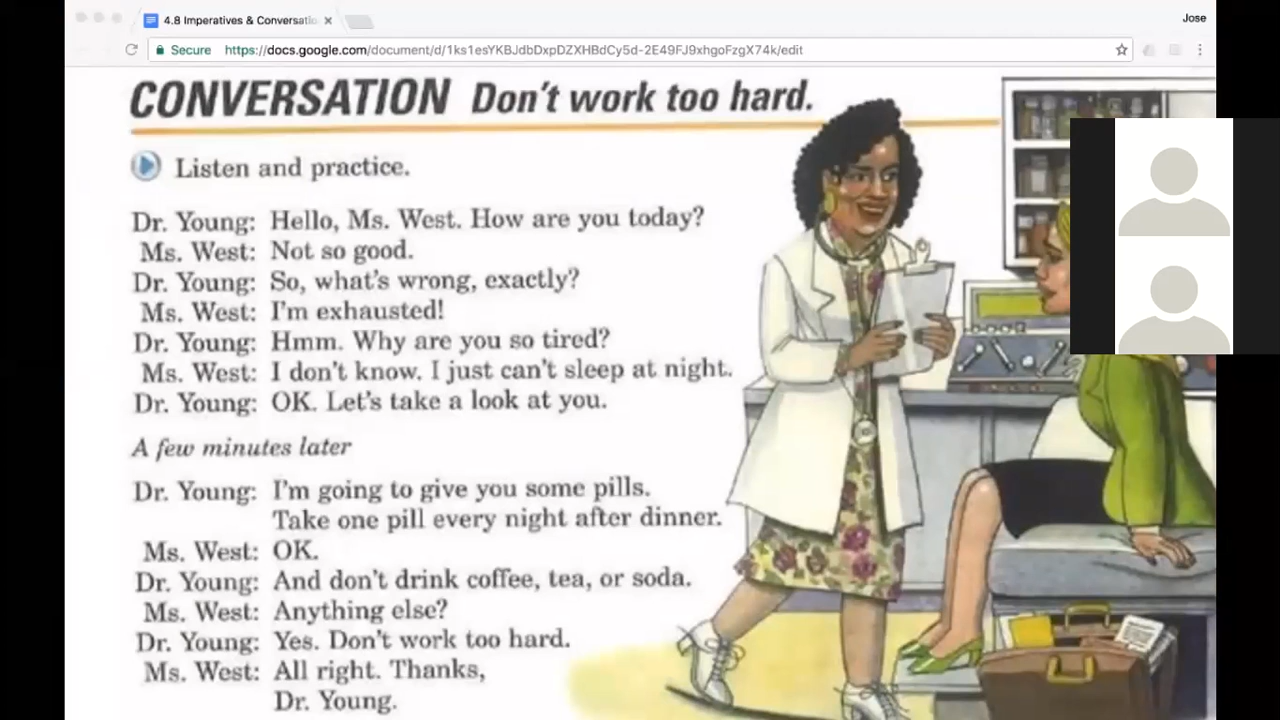 4.8 Imperatives & Conversatio
Jose
Secure https://docs.google.com/document/d/1ks1esYKBJdbDxpDZXHBdCy5d-2E49FJ9xhgoFzgX74k/edit
CONVERSATION Don't work too hard.
Listen and practice.
Dr. Young: Hello, Ms. West. How are you today?
Ms. West: Not so good.
Dr. Young: So, what's wrong, exactly?
Ms. West: I'm exhausted!
Dr. Young: Hmm. Why are you so tired?
Ms. West: I don't know. I just can't sleep at night.
Dr. Young: OK. Let's take a look at you.
A few minutes later
Dr. Young: I'm going to give you some pills.
Take one pill every night after dinner.
Ms. West: OK.
Dr. Young: And don't drink coffee, tea, or soda.
Ms. West: Anything else?
Dr. Young: Yes. Don't work too hard.
Ms. West: All right. Thanks,
Dr. Young.